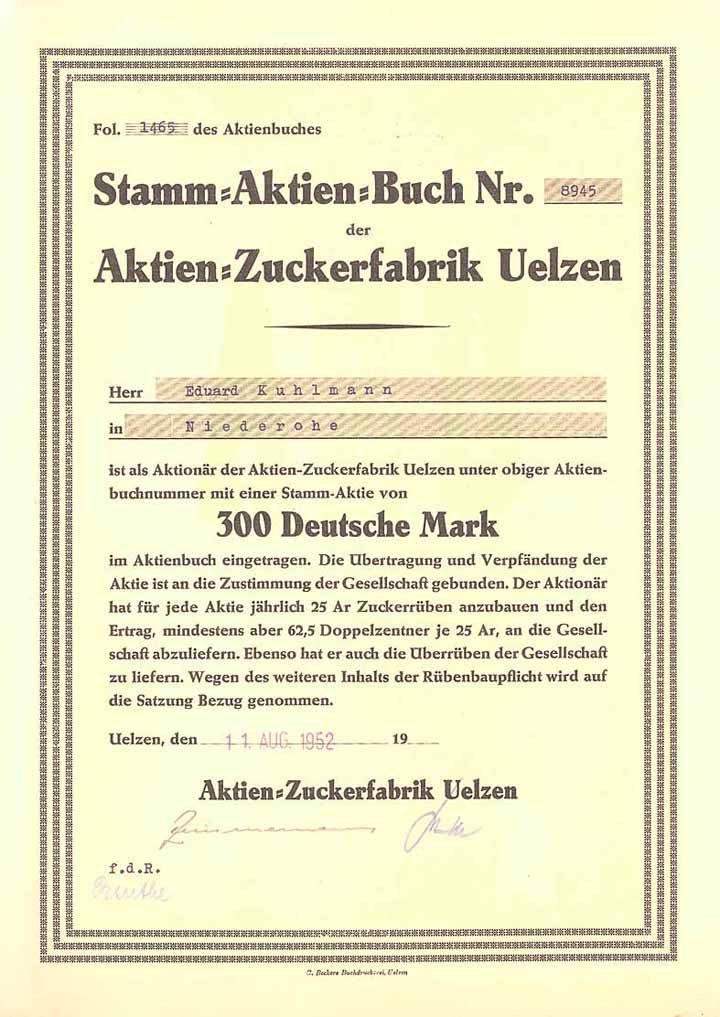 Fol. 1465 des Aktienbuches
Stamm=Aktien=Buch Nr. 8945
der
Aktien=Zuckerfabrik Uelzen
Herr Eduard Kuhlmann
in Niederohe
ist als Aktionär der Aktien-Zuckerfabrik Uelzen unter obiger Aktien-
buchnummer mit einer Stamm-Aktie von
300 Deutsche Mark
im Aktienbuch eingetragen. Die Übertragung und Verpfändung der
Aktie ist an die Zustimmung der Gesellschaft gebunden. Der Aktionär
hat für jede Aktie jährlich 25 Ar Zuckerrüben anzubauen und den
Ertrag, mindestens aber 62,5 Doppelzentner je 25 Ar, an die Gesell-
schaft abzuliefern. Ebenso hat er auch die Überrüben der Gesellschaft
zu liefern. Wegen des weiteren Inhalts der Rübenbaupflicht wird auf
die Satzung Bezug genommen.
Uelzen, den 11. AUG. 1952 19
Aktien=Zuckerfabrik Uelzen
f.d.R.
Beckers Buchdruckerei, Uelzen